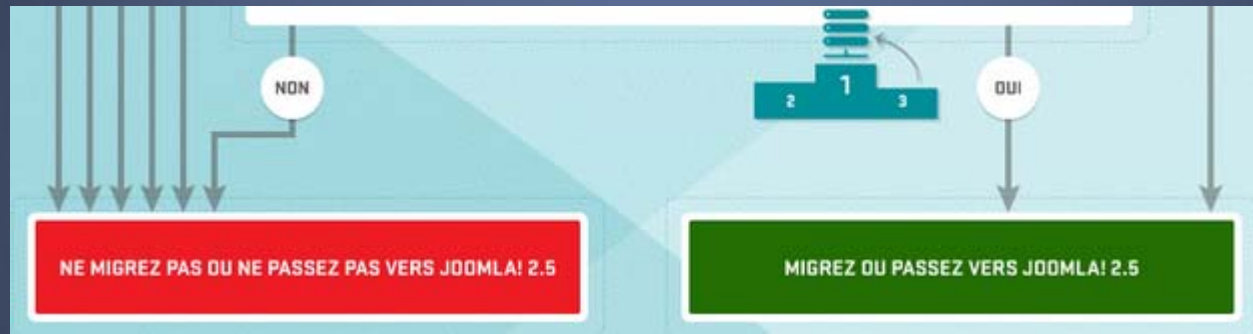 NON
1
2
3
OUI
NE MIGREZ PAS OU NE PASSEZ PAS VERS JOOMLA! 2.5
MIGREZ OU PASSEZ VERS JOOMLA! 2.5